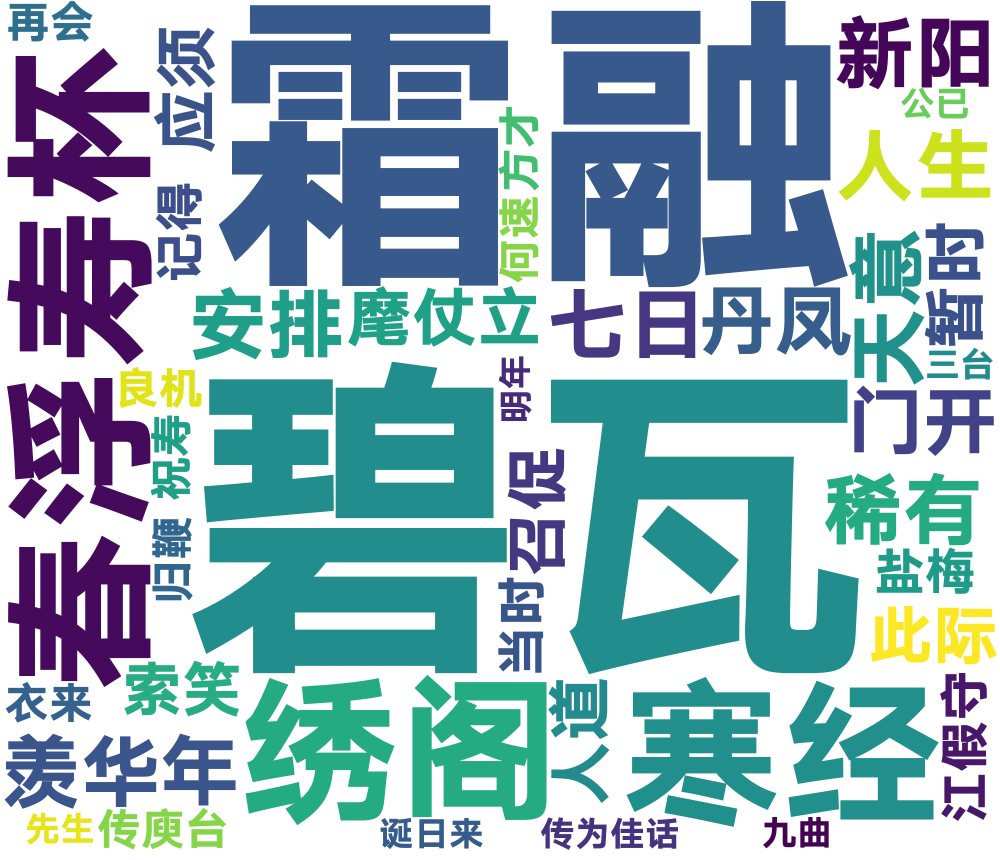 再会
寿杯
应须
霜融
新阳
公已
人生
何速方才
记得
天意
暂时
安排
麾仗立
七日
丹凤
三台
良机
门开
春浮
碧瓦
明年
祝寿
召促
稀有
归鞭
盐梅
当时
此际
衣来
索笑
绣阁
人道
寒经
江假守
羡华年
先生
传庾台
诞日来
传为佳话
九曲